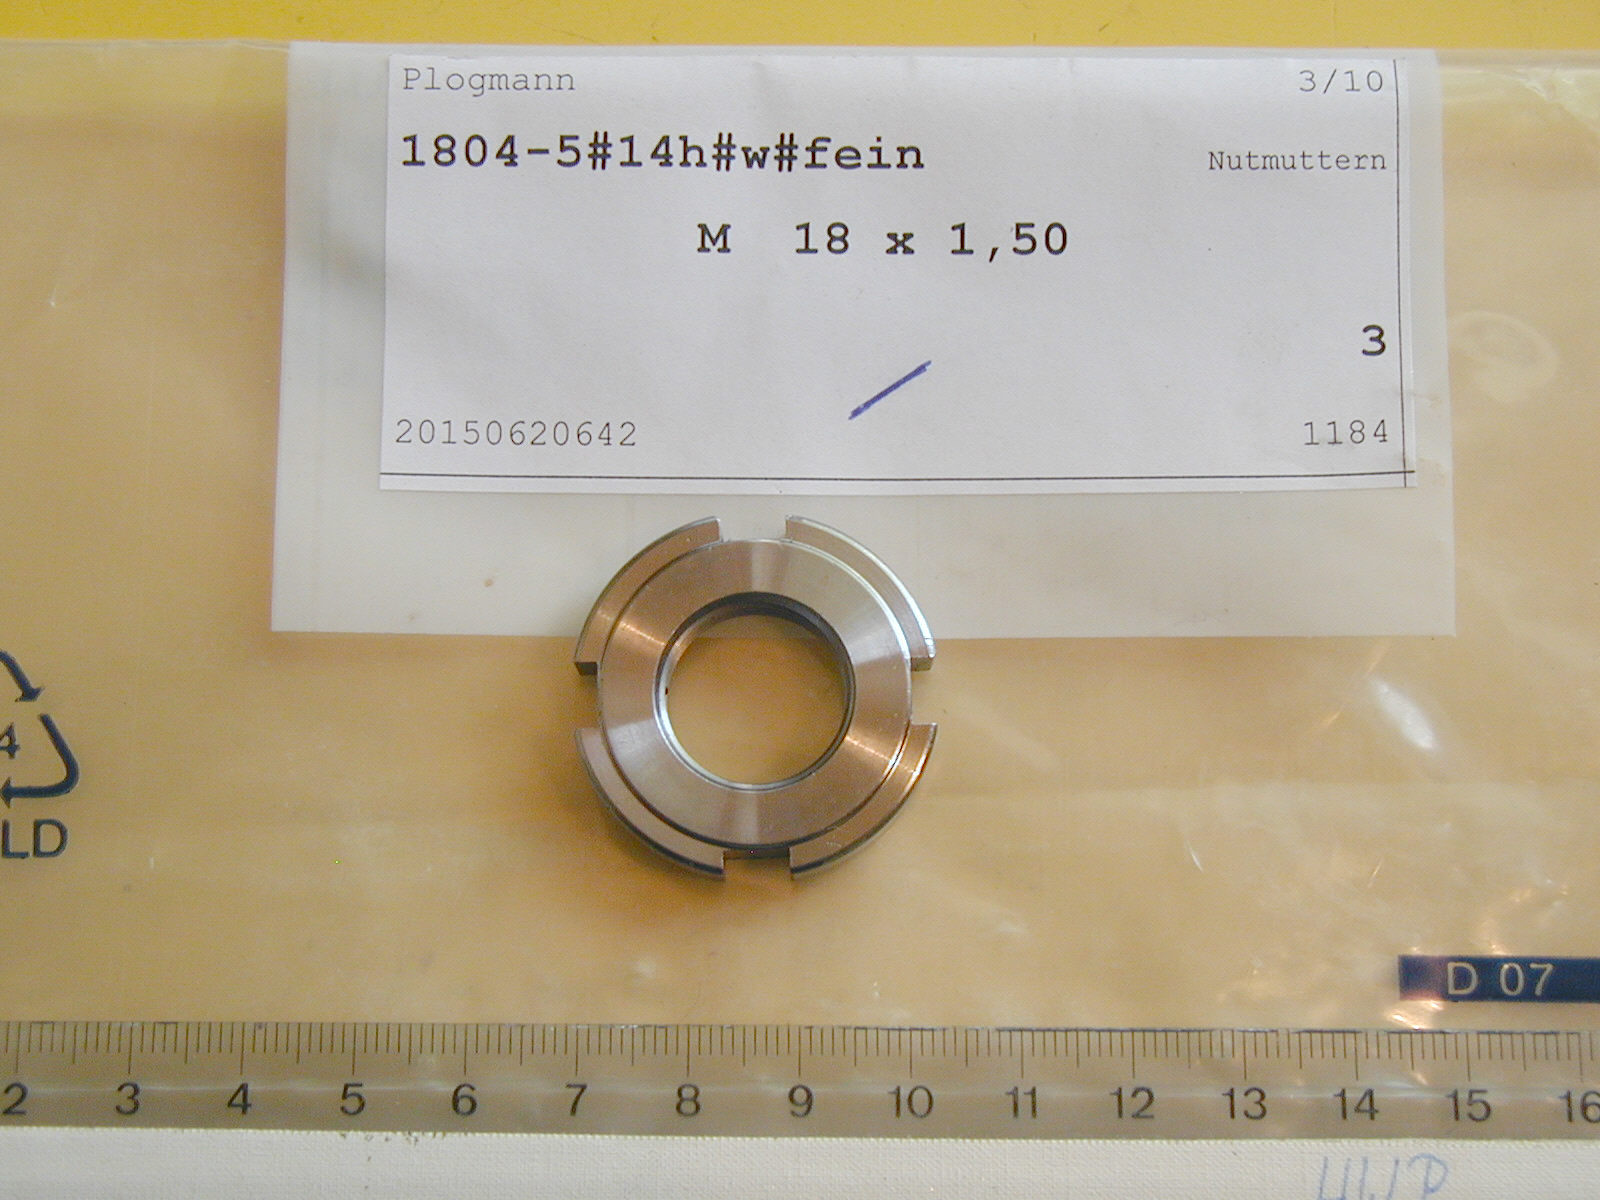 Plogmann 3/10
1804-5#14h#w#fein Nutmuttern
M 18 x 1,50
3
20150620642 1184
4
LD
D 07
2 3 4 5 6 7 8 9 10 11 12 13 14 15 16